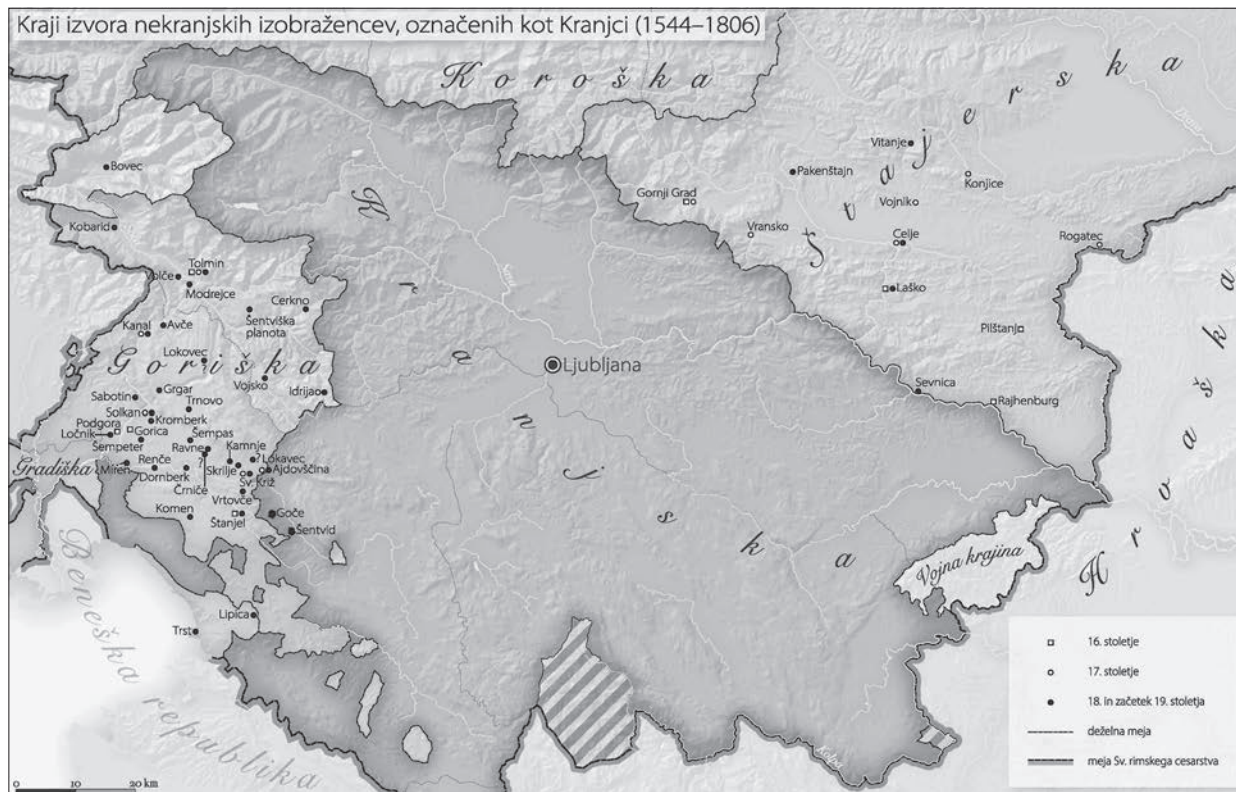 Kraji izvora nekranjskih izobražencev, označenih kot Kranjci (1544–1806)
Koroška
Štajerska
Kranjska
Goriška
Gradiška
Hrvaška
Vojna krajina
Beneška republika
Bovec
Kobarid
Tolmin
Volče
Modrejce
Cerkno
Šentviška
planota
Kanal
Avče
Lokovec
Vojsko
Idrija
Grgar
Sabotin
Trnovo
Solkan
Kromberk
Podgora
Gorica
Ločnik
Šempeter
Šempas
Ravne
Kamnje
?
Lokavec
Renče
Skrilje
Ajdovščina
Miren
Dornberk
?
Sv. Križ
Črniče
Vrtovče
Komen
Štanjel
Goče
Šentvid
Lipica
Trst
Ljubljana
Sava
Kolpa
Gornji Grad
Pakenštajn
Vitanje
Konjice
Vojnik
Vransko
Celje
Rogatec
Laško
Pilštanj
Sevnica
Rajhenburg
16. stoletje
17. stoletje
18. in začetek 19. stoletja
deželna meja
meja Sv. rimskega cesarstva
0 10 20 km